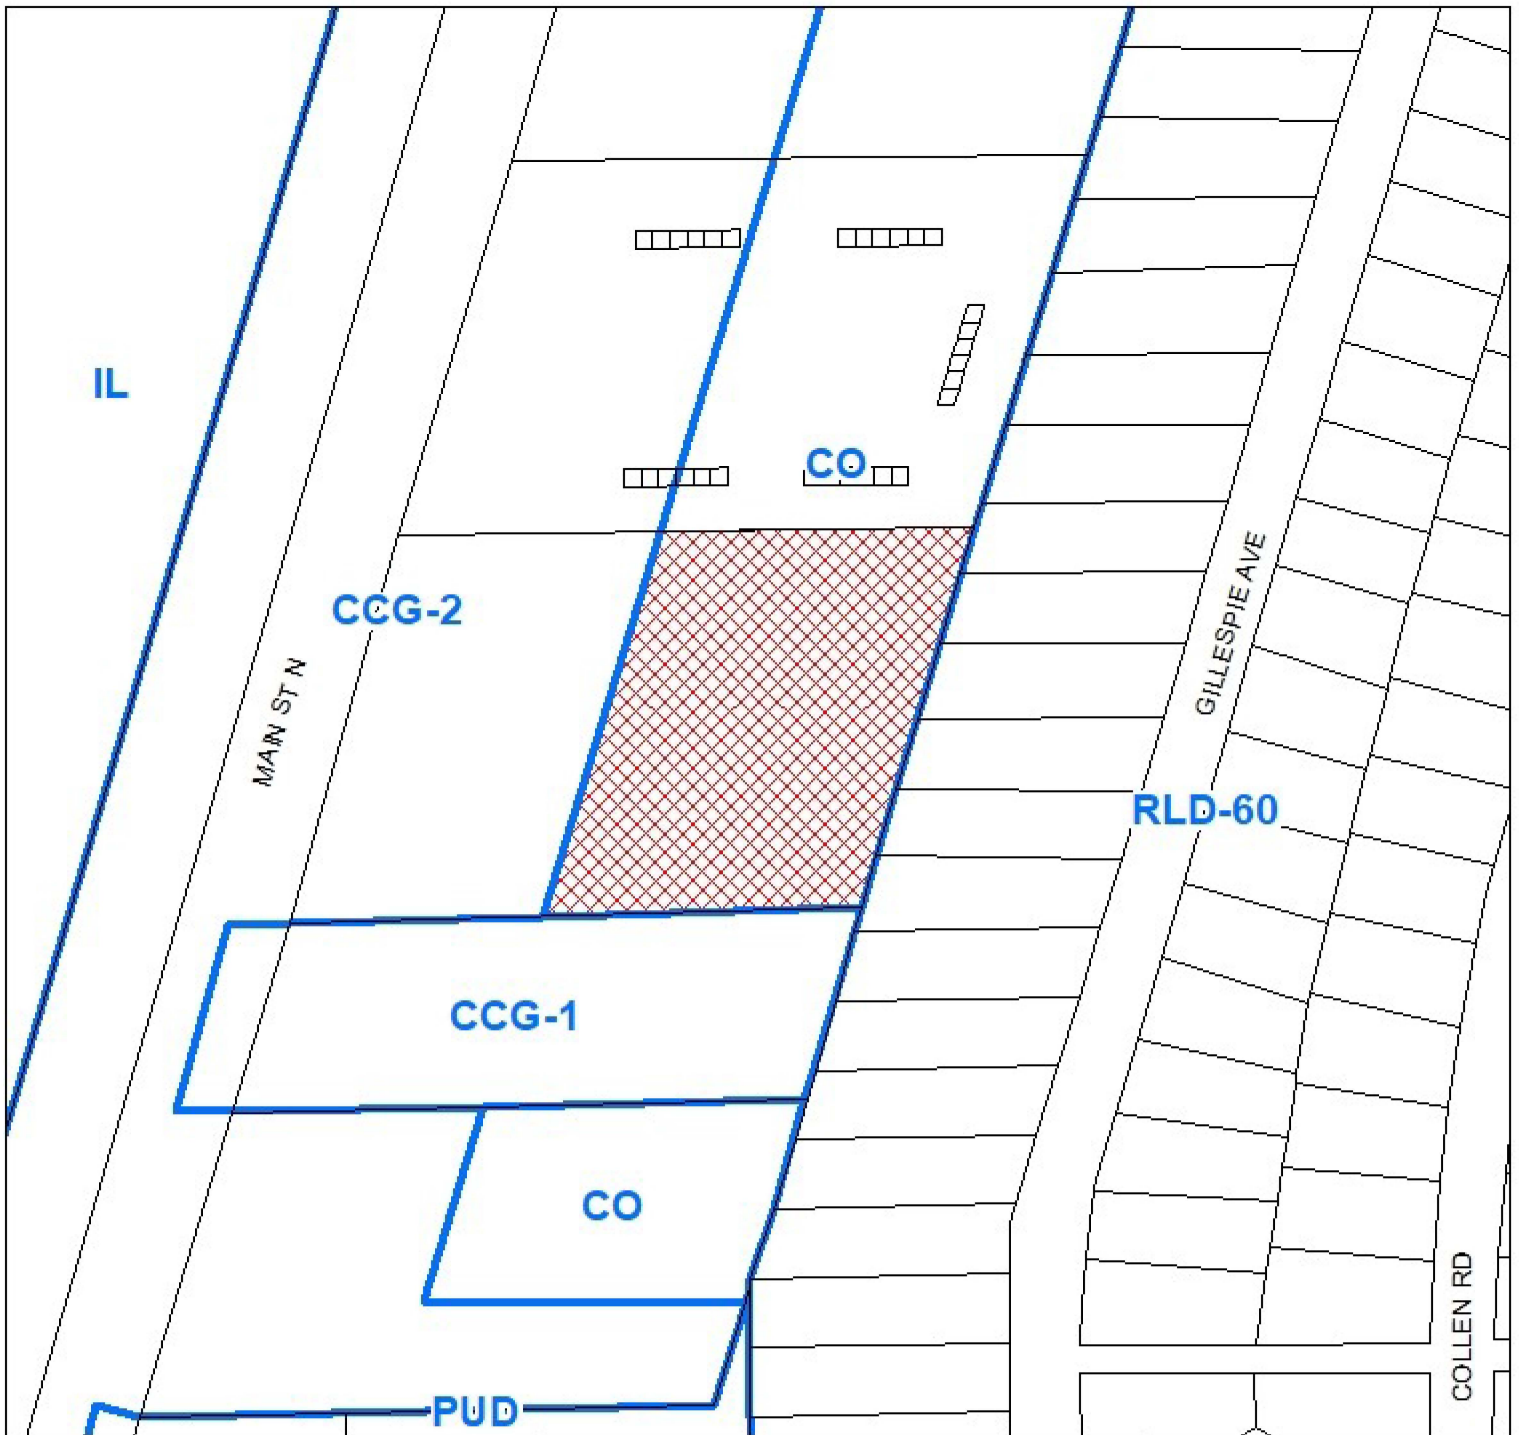 IL
CO
CCG-2
GILLESPIE AVE
MAIN ST N
RLD-60
CCG-1
CO
COLLEN RD
PUD